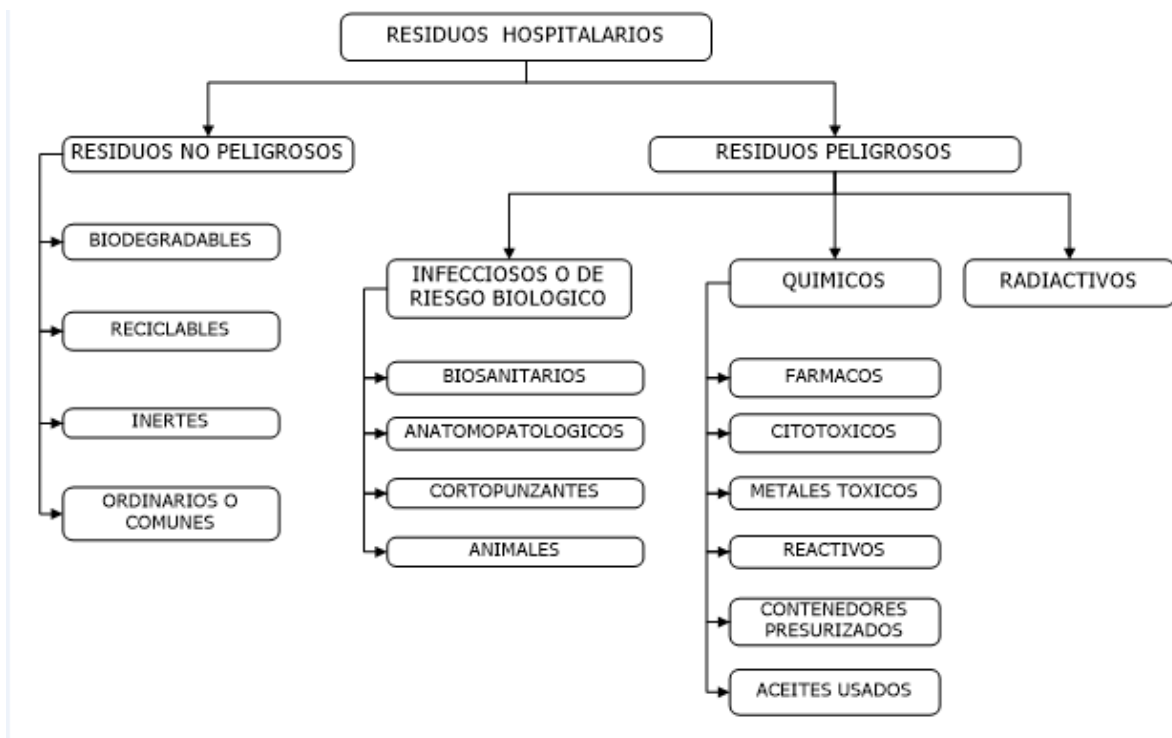 RESIDUOS HOSPITALARIOS
RESIDUOS NO PELIGROSOS
RESIDUOS PELIGROSOS
BIODEGRADABLES
RECICLABLES
INERTES
ORDINARIOS O
COMUNES
INFECCIOSOS O DE
RIESGO BIOLOGICO
BIOSANITARIOS
ANATOMOPATOLOGICOS
CORTOPUNZANTES
ANIMALES
QUIMICOS
FARMACOS
CITOTOXICOS
METALES TOXICOS
REACTIVOS
CONTENEDORES
PRESURIZADOS
ACEITES USADOS
RADIACTIVOS